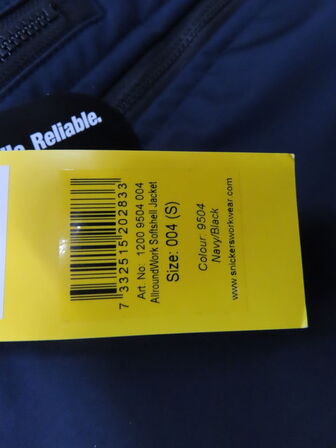 Reliable.
7 332515 202833
Art. No: 1200 9504 004
AllroundWork Softshell Jacket
Size: 004 (S)
Colour 9504
Navy/Black
www.snickersworkwear.com